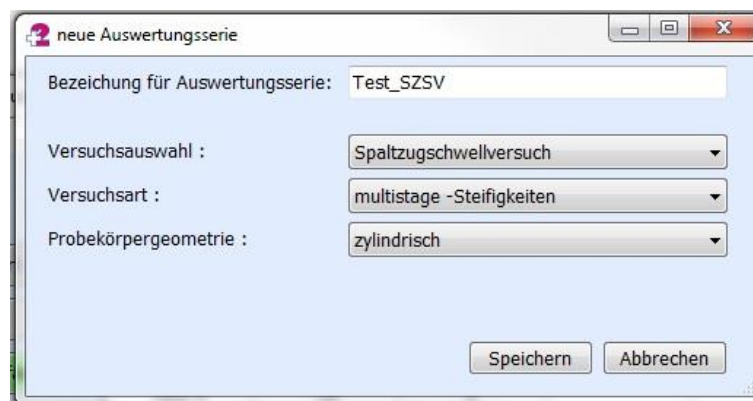 neue Auswertungsserie
Bezeichung für Auswertungsserie: Test_SZSV
Versuchsauswahl : Spaltzugschwellversuch
Versuchsart : multistage -Steifigkeiten
Probekörpergeometrie : zylindrisch
Speichern Abbrechen